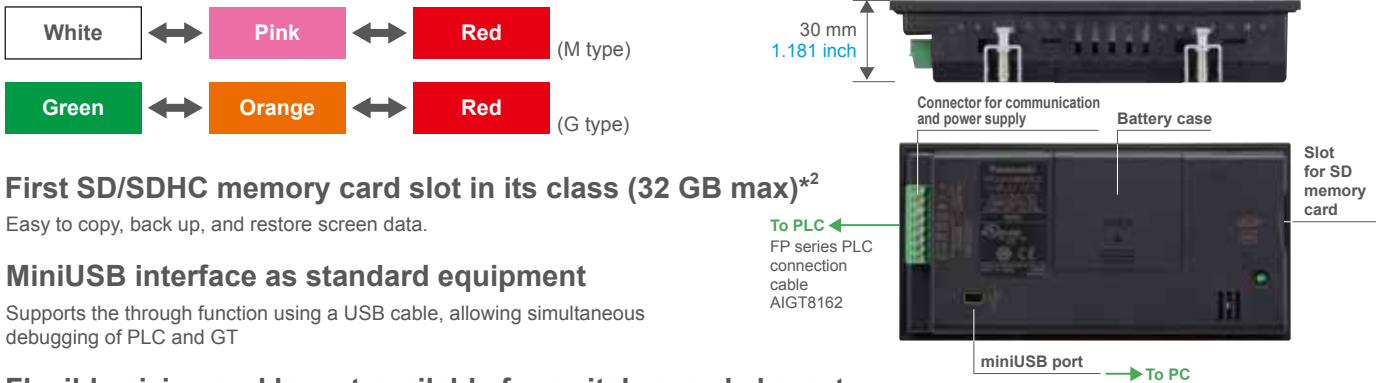 White Pink Red (M type)
Green Orange Red (G type)
First SD/SDHC memory card slot in its class (32 GB max)*2
Easy to copy, back up, and restore screen data.
MiniUSB interface as standard equipment
Supports the through function using a USB cable, allowing simultaneous
debugging of PLC and GT
30 mm
1.181 inch
Connector for communication
and power supply
Battery case
Slot
for SD
memory
card
To PLC
FP series PLC
connection
cable
AIGT8162
Panasonic
miniUSB port
To PC